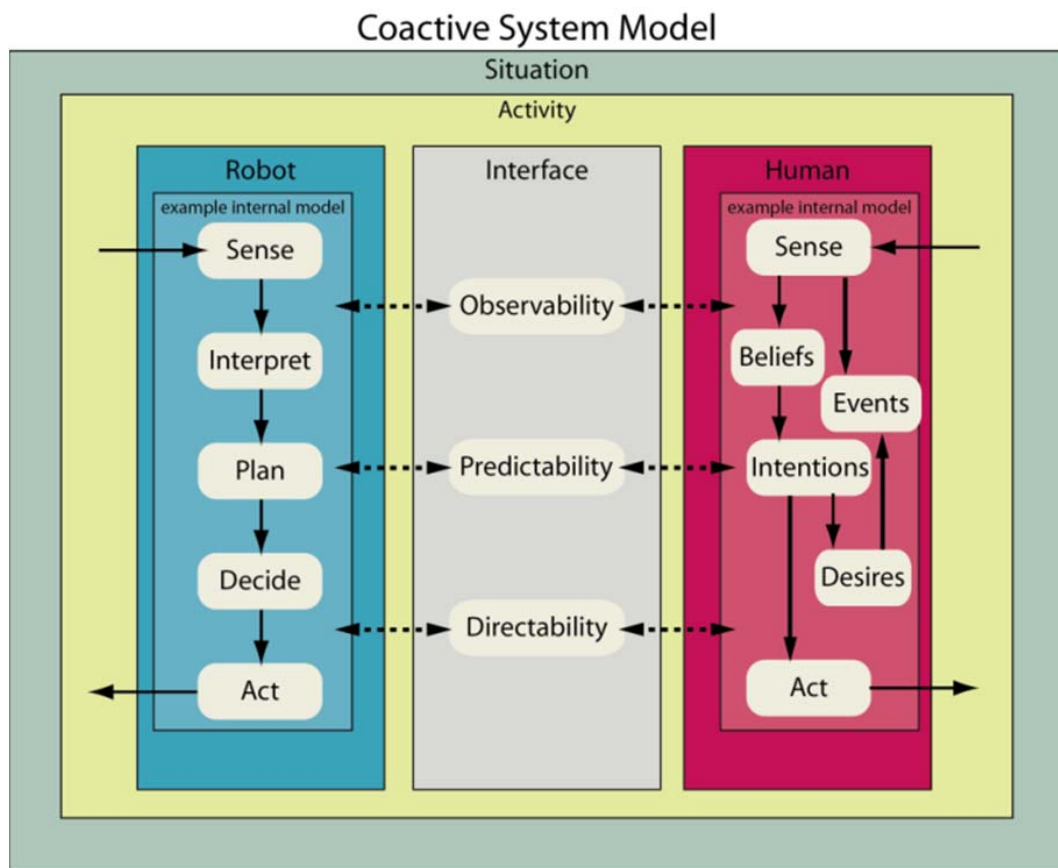 Coactive System Model
Situation
Activity
Robot
example internal model
Sense
Interpret
Plan
Decide
Act
Interface
Observability
Predictability
Directability
Human
example internal model
Sense
Beliefs
Events
Intentions
Desires
Act